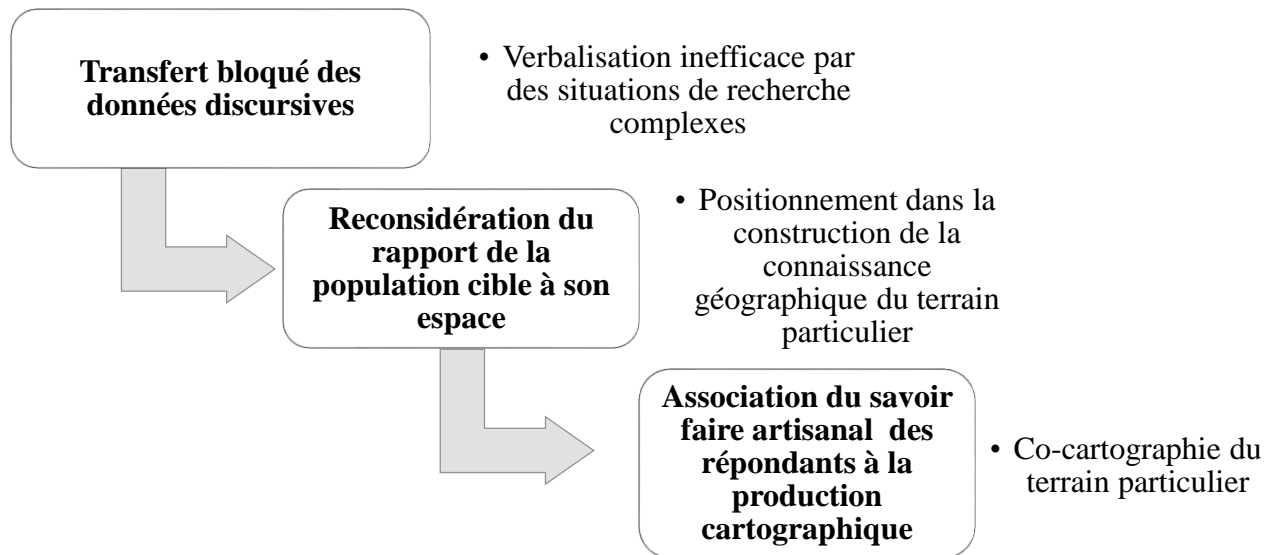 Transfert bloqué des
données discursives
• Verbalisation inefficace par
des situations de recherche
complexes
Reconsidération du
rapport de la
population cible à son
espace
• Positionnement dans la
construction de la
connaissance
géographique du terrain
particulier
Association du savoir
faire artisanal des
répondants à la
production
cartographique
• Co-cartographie du
terrain particulier